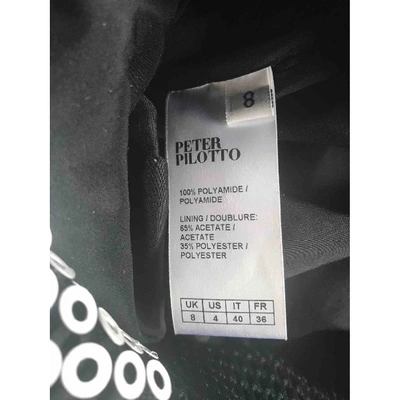 8
PETER
PILOTTO
100% POLYAMIDE /
POLYAMIDE
LINING / DOUBLURE:
65% ACETATE /
ACETATE
35% POLYESTER /
POLYESTER
UK US IT FR
8 4 40 36